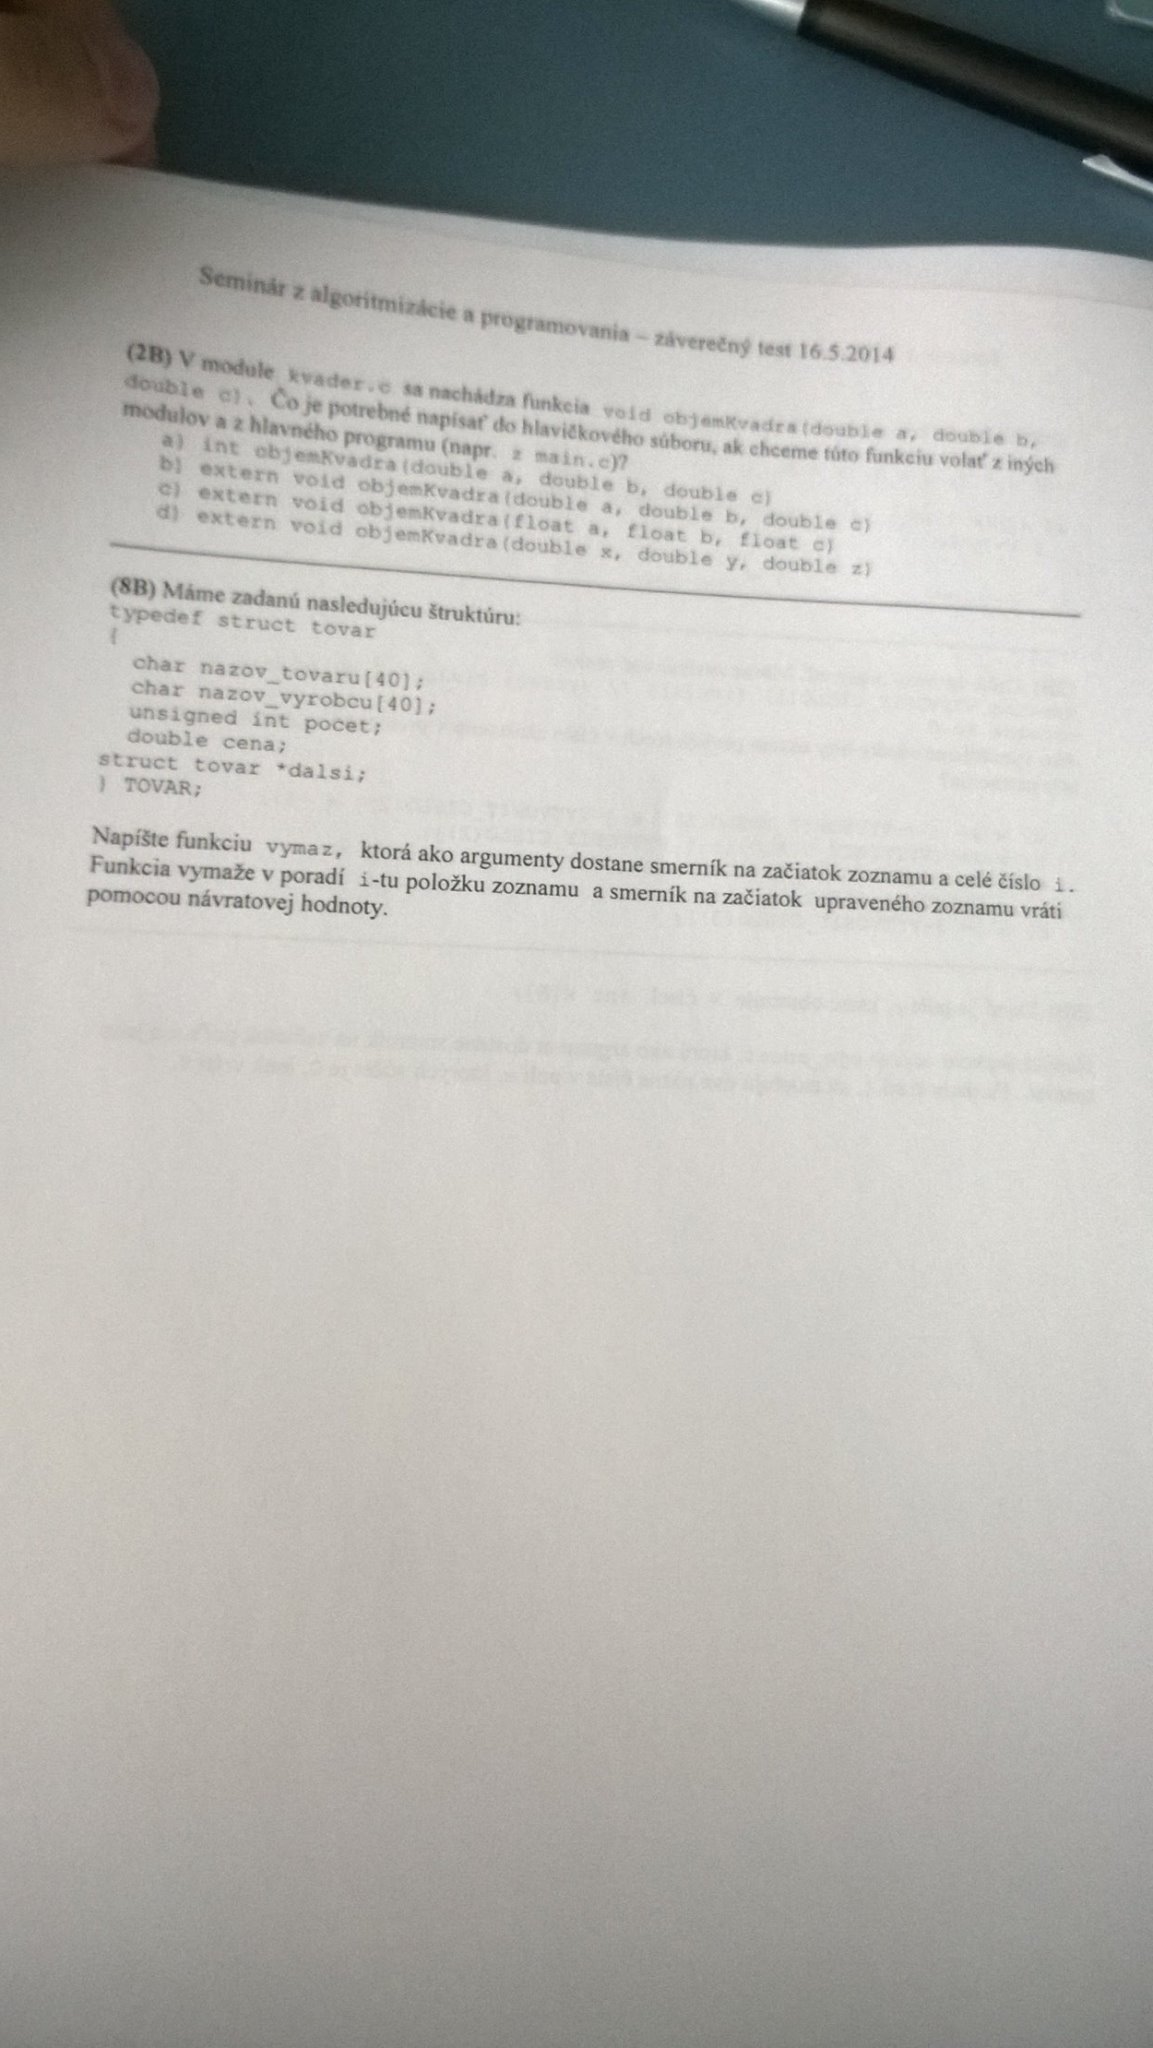 Seminár z algoritmizácie a programovania – záverečný test 16.5.2014
(2B) V module kvader.c sa nachádza funkcia void objemKvadra(double a, double b,
double c). Čo je potrebné napísať do hlavičkového súboru, ak chceme túto funkciu volať z iných
modulov a z hlavného programu (napr. z main.c)?
a) int objemKvadra(double a, double b, double c)
b) extern void objemKvadra(double a, double b, double c)
c) extern void objemKvadra(float a, float b, float c)
d) extern void objemKvadra(double x, double y, double z)
(8B) Máme zadanú nasledujúcu štruktúru:
typedef struct tovar
{
char nazov_tovaru[40];
char nazov_vyrobcu[40];
unsigned int pocet;
double cena;
struct tovar *dalsi;
} TOVAR;
Napíšte funkciu vymaz, ktorá ako argumenty dostane smerník na začiatok zoznamu a celé číslo i.
Funkcia vymaže v poradí i-tu položku zoznamu a smerník na začiatok upraveného zoznamu vráti
pomocou návratovej hodnoty.